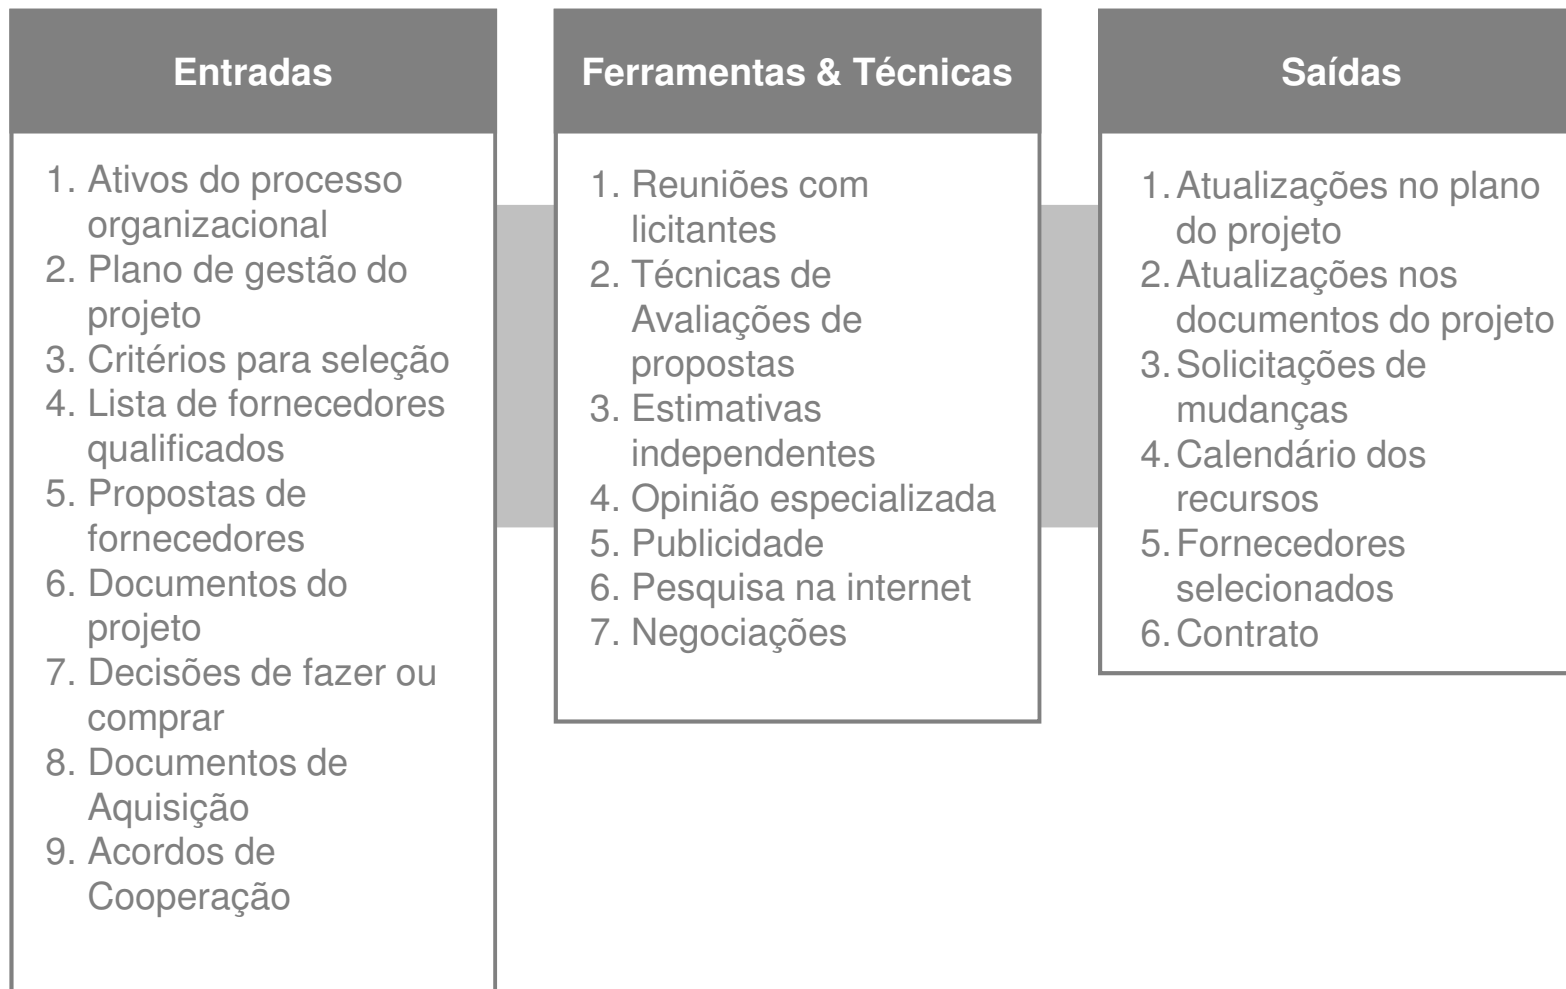 Entradas
1. Ativos do processo
organizacional
2. Plano de gestão do
projeto
3. Critérios para seleção
4. Lista de fornecedores
qualificados
5. Propostas de
fornecedores
6. Documentos do
projeto
7. Decisões de fazer ou
comprar
8. Documentos de
Aquisição
9. Acordos de
Cooperação
Ferramentas & Técnicas
1. Reuniões com
licitantes
2. Técnicas de
Avaliações de
propostas
3. Estimativas
independentes
4. Opinião especializada
5. Publicidade
6. Pesquisa na internet
7. Negociações
Saídas
1. Atualizações no plano
do projeto
2. Atualizações nos
documentos do projeto
3. Solicitações de
mudanças
4. Calendário dos
recursos
5. Fornecedores
selecionados
6. Contrato